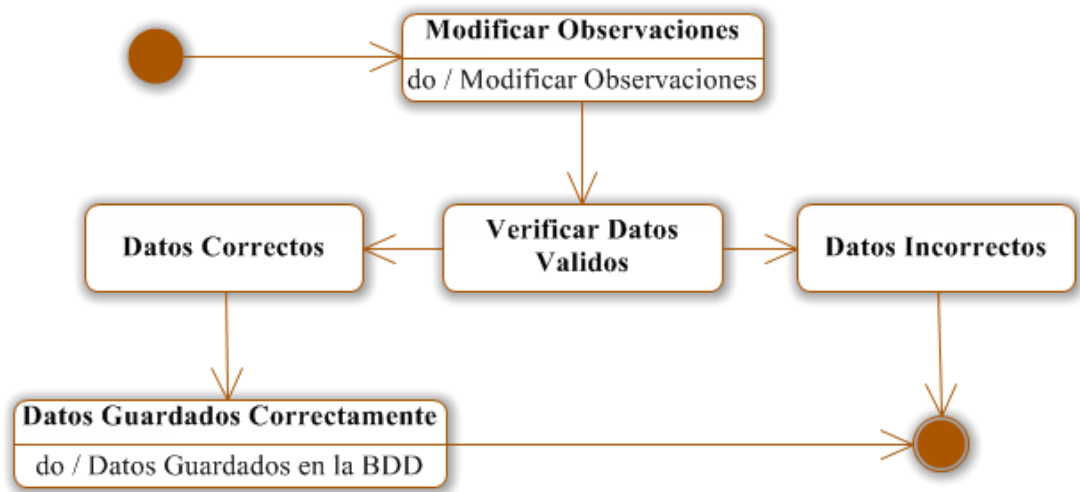 Modificar Observaciones
do / Modificar Observaciones
Datos Correctos
Verificar Datos
Validos
Datos Incorrectos
Datos Guardados Correctamente
do / Datos Guardados en la BDD